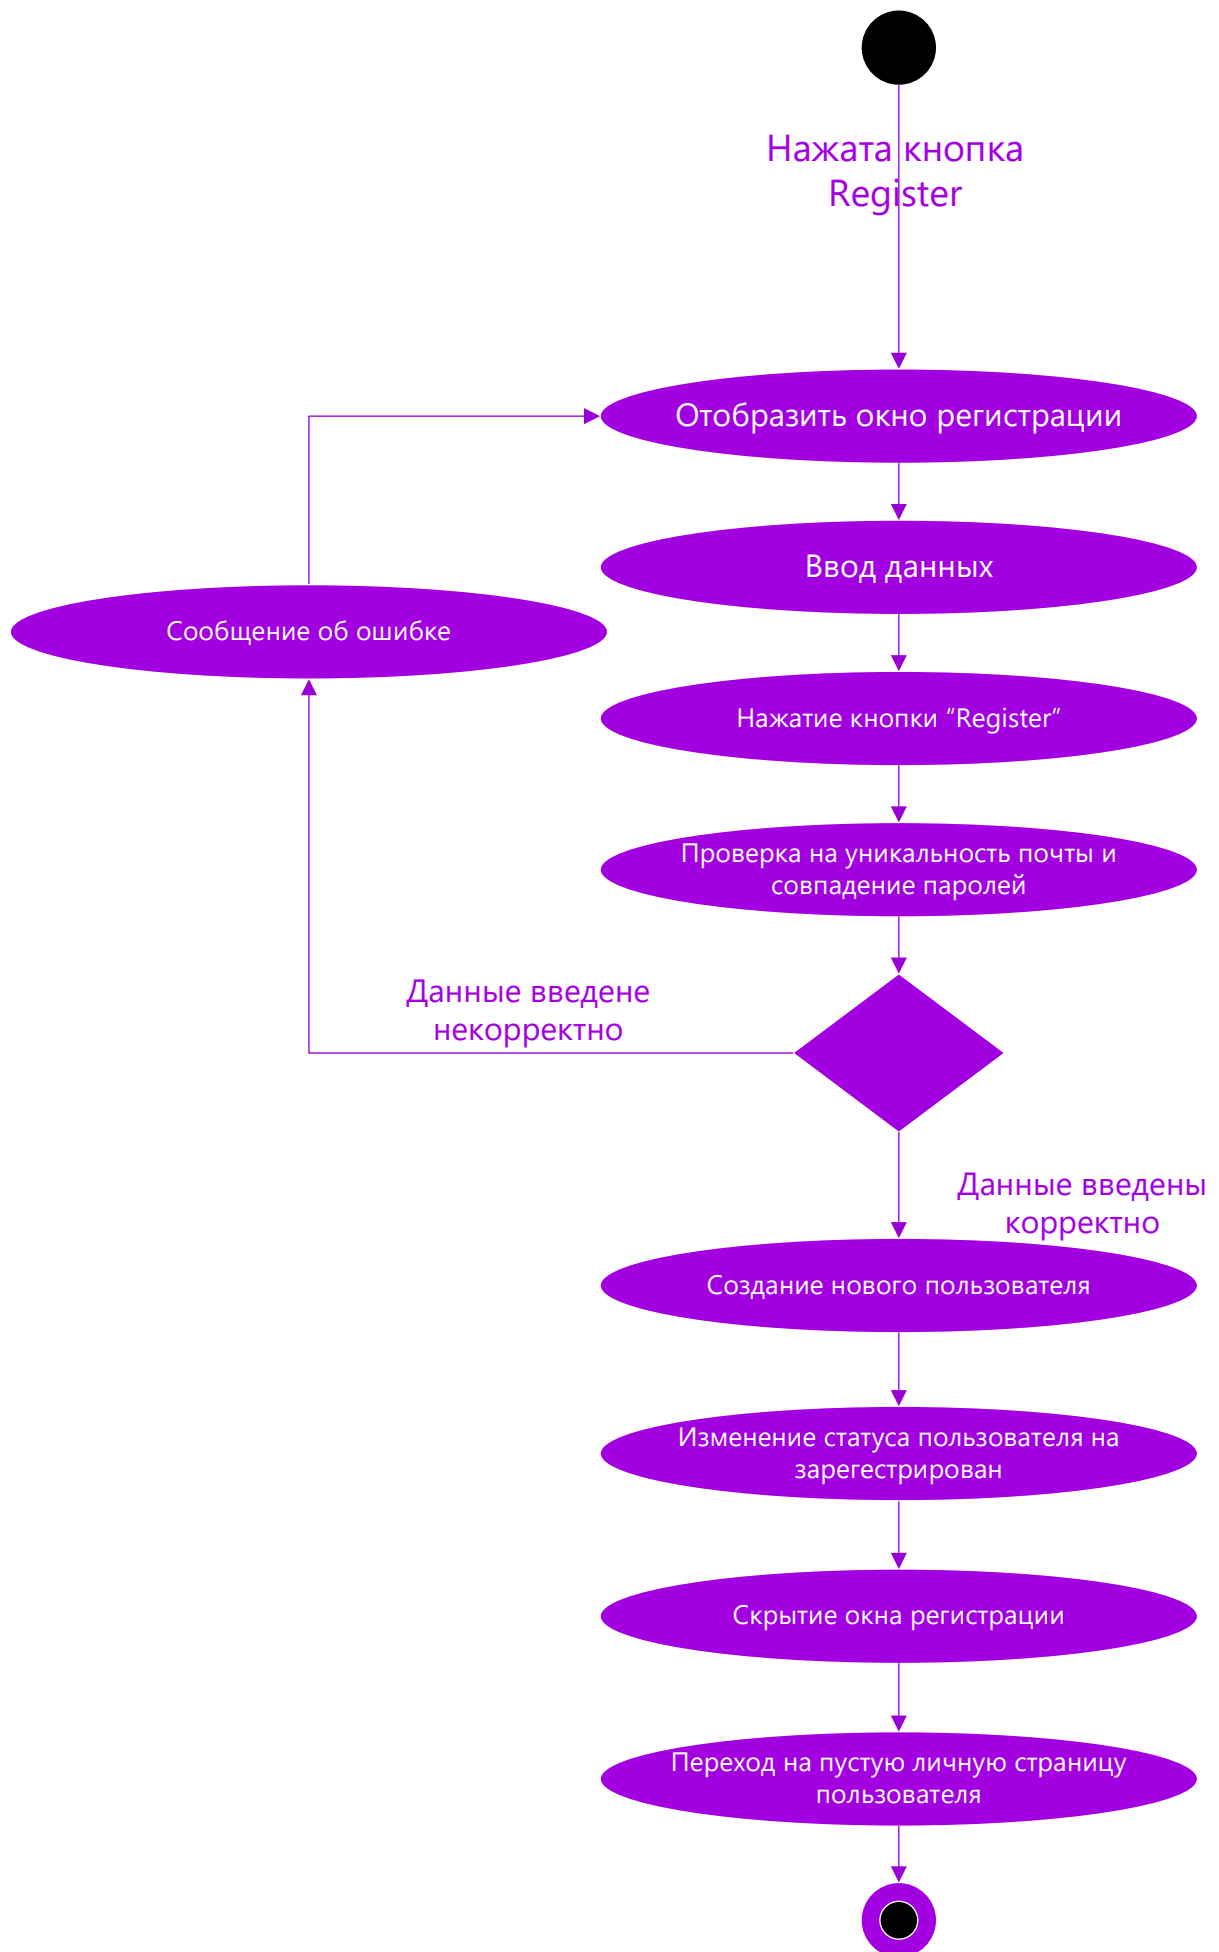 Нажата кнопка
Register
Отобразить окно регистрации
Ввод данных
Сообщение об ошибке
Нажатие кнопки “Register”
Проверка на уникальность почты и
совпадение паролей
Данные введене
некорректно
Данные введены
корректно
Создание нового пользователя
Изменение статуса пользователя на
зарегестрирован
Скрытие окна регистрации
Переход на пустую личную страницу
пользователя